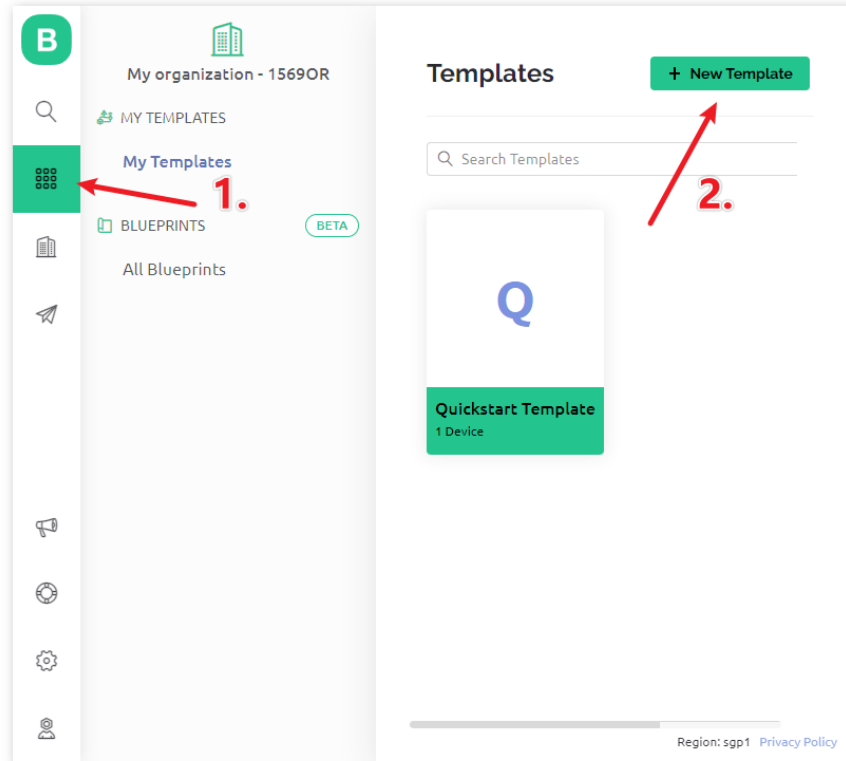 B
My organization - 1569OR
MY TEMPLATES
My Templates
1.
BLUEPRINTS
BETA
All Blueprints
Templates
+ New Template
Search Templates
2.
Q
Quickstart Template
1 Device
Region: sgp1 Privacy Policy